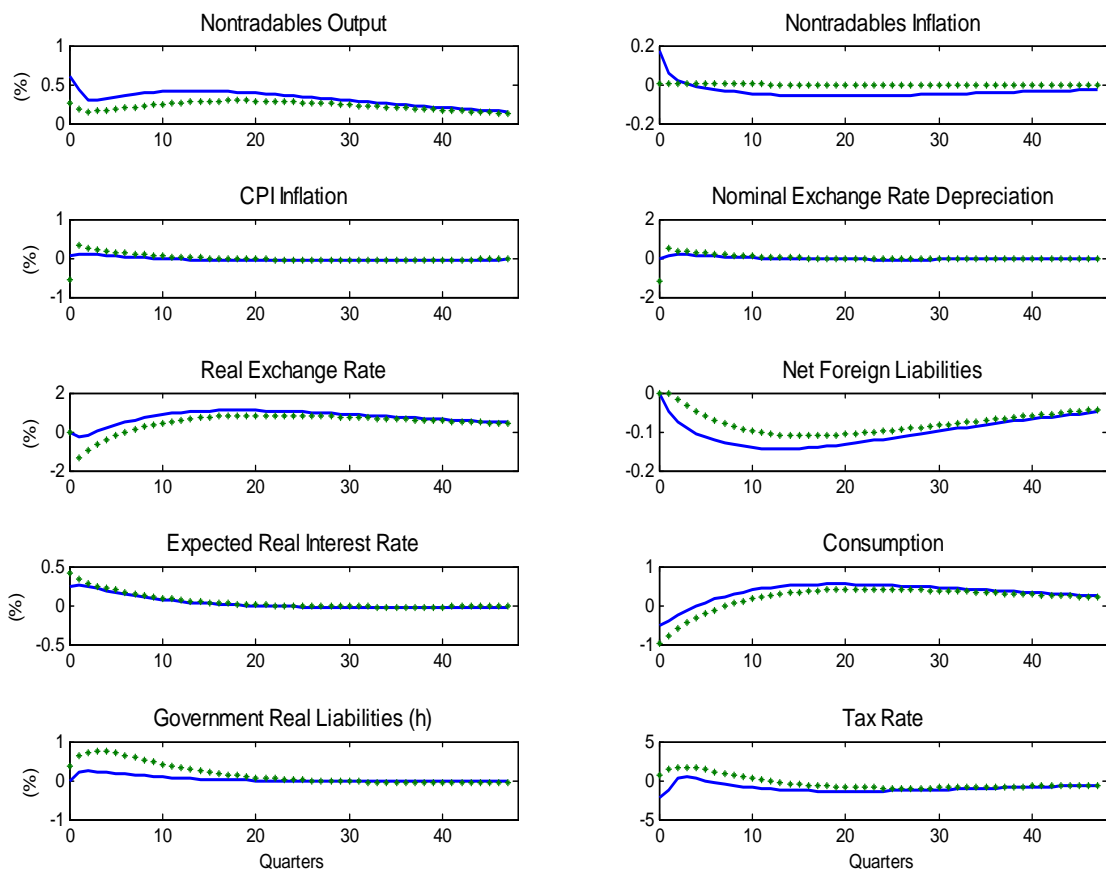 Nontradables Output
1
0.5
0
(%)
0 10 20 30 40
Nontradables Inflation
0.2
0
-0.2
0 10 20 30 40
CPI Inflation
1
0
-1
(%)
0 10 20 30 40
Nominal Exchange Rate Depreciation
2
0
-2
0 10 20 30 40
Real Exchange Rate
2
0
-2
0 10 20 30 40
Net Foreign Liabilities
0
-0.1
-0.2
0 10 20 30 40
Expected Real Interest Rate
0.5
0
-0.5
(%)
0 10 20 30 40
Consumption
1
0
-1
0 10 20 30 40
Government Real Liabilities (h)
1
0
-1
(%)
0 10 20 30 40
Quarters
Tax Rate
5
0
-5
0 10 20 30 40
Quarters